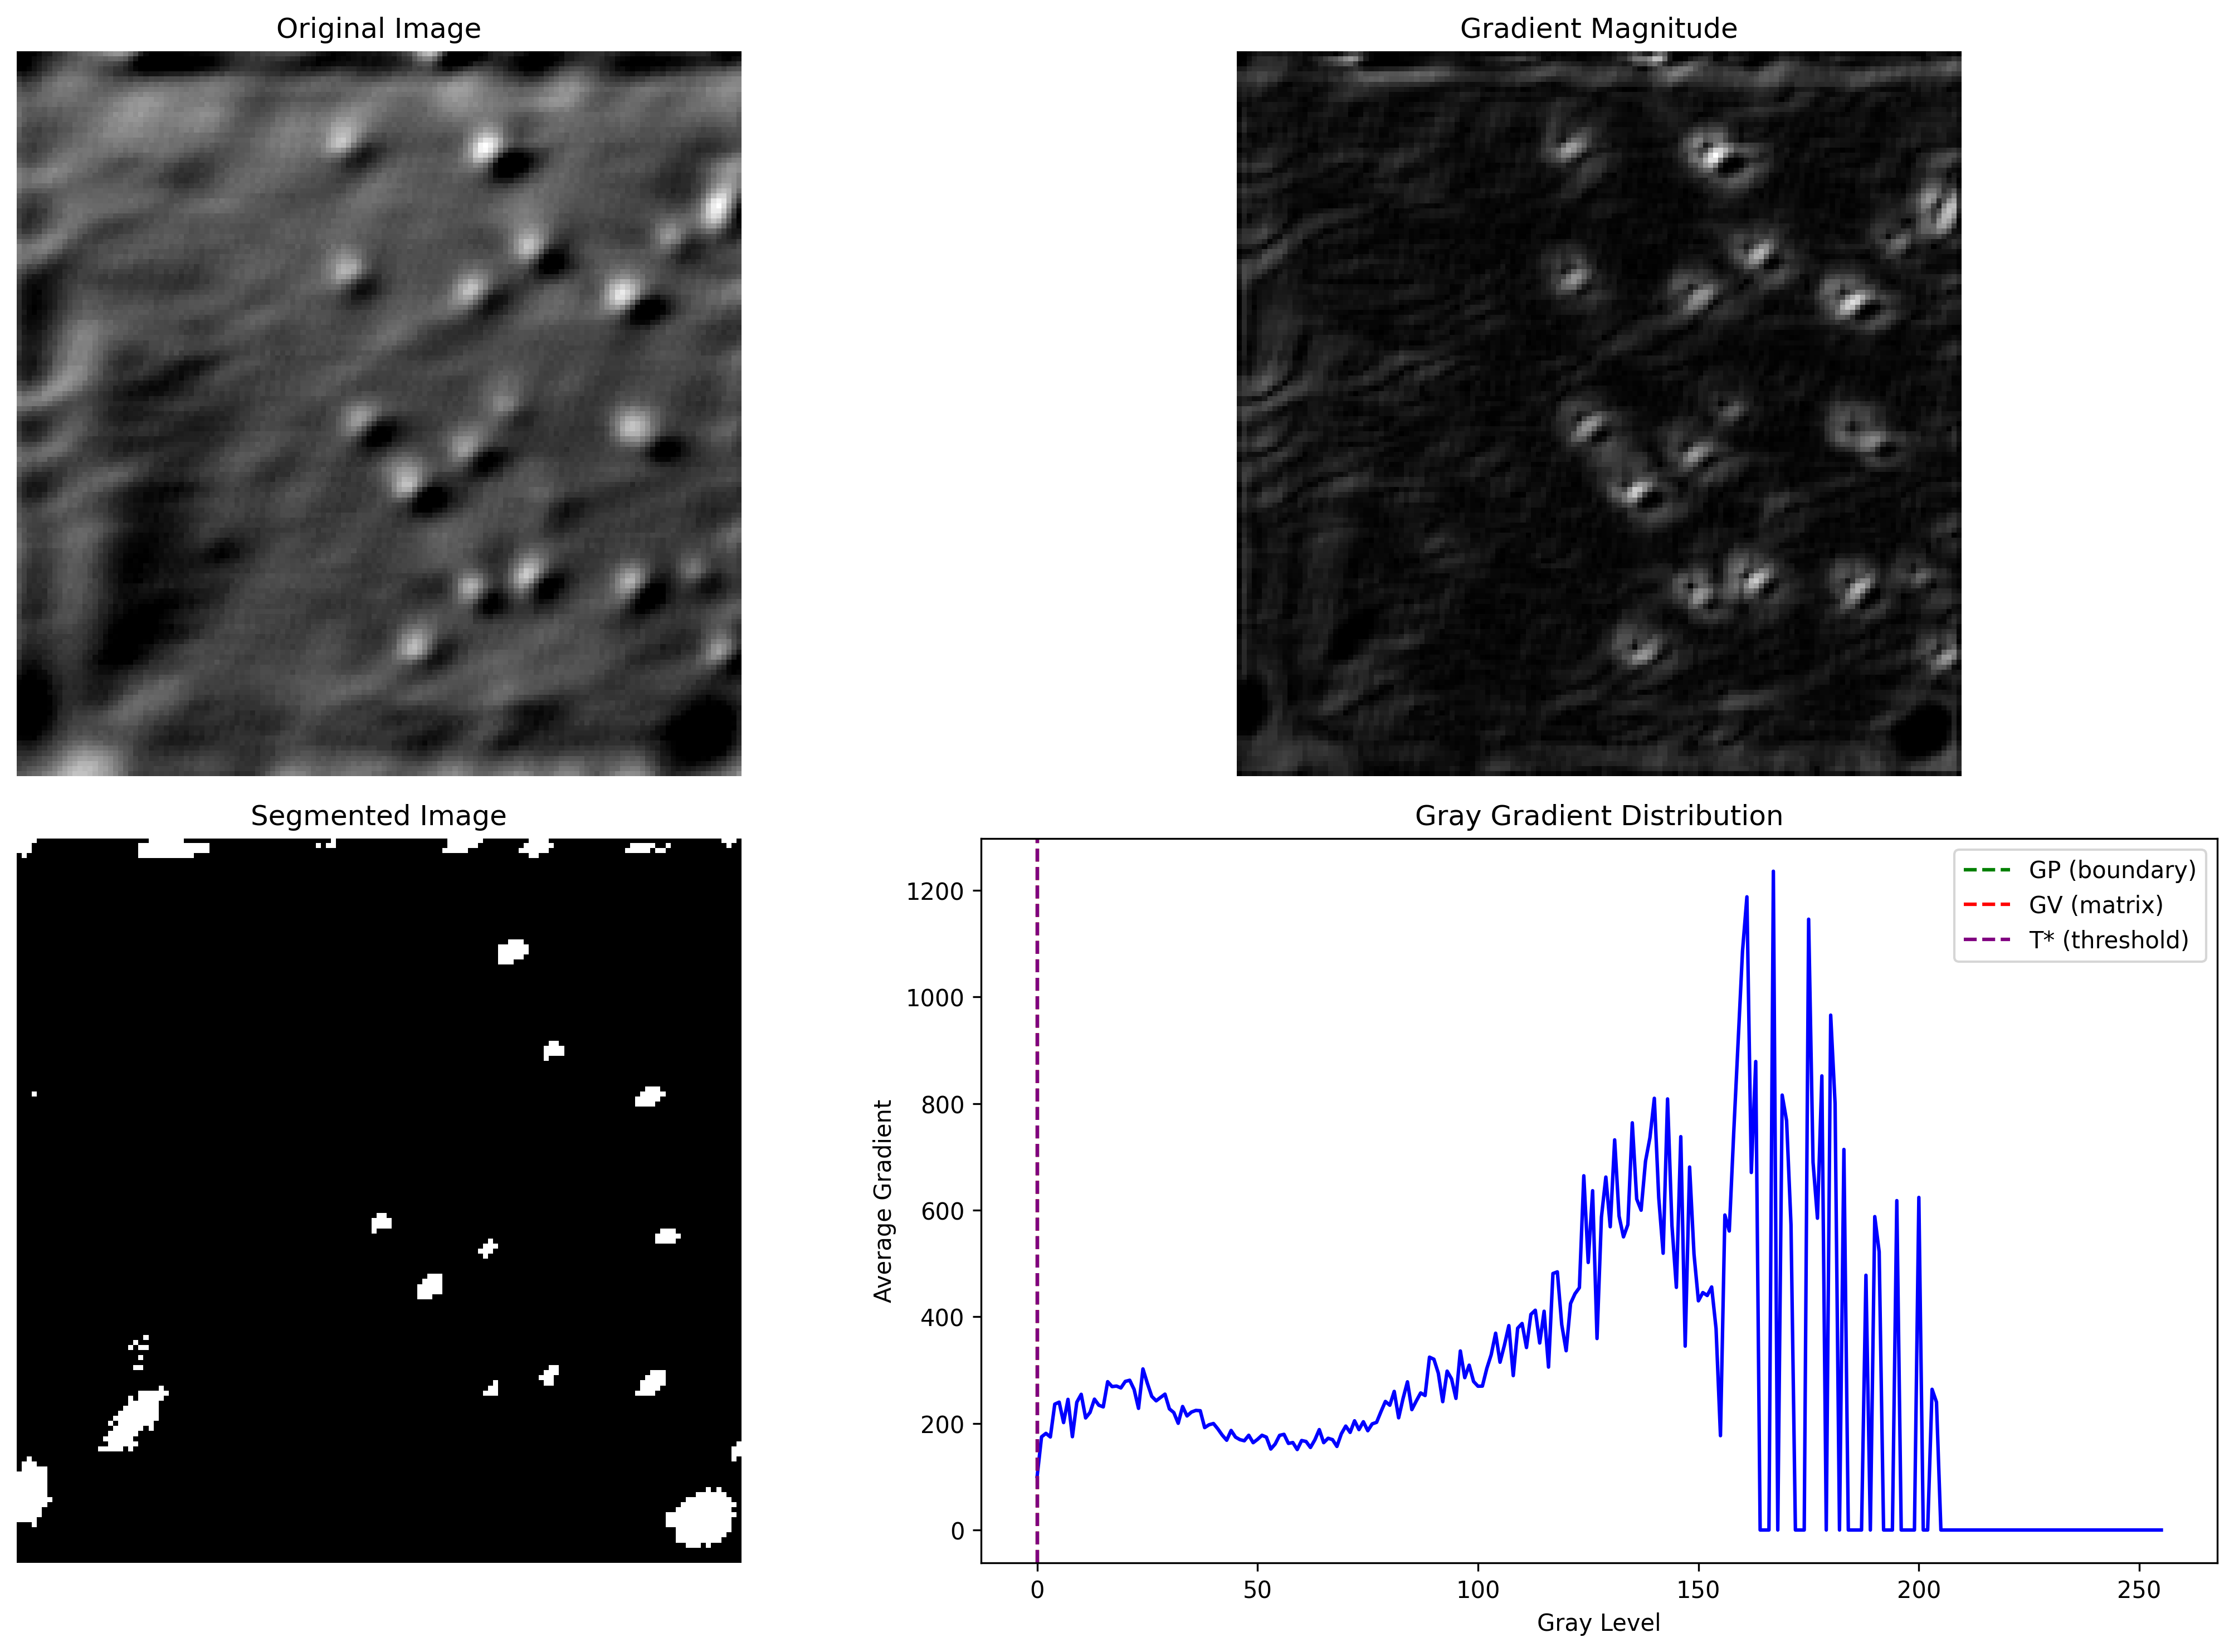 Original Image
Gradient Magnitude
Segmented Image
Gray Gradient Distribution
GP (boundary)
GV (matrix)
T* (threshold)
Average Gradient
1200
1000
800
600
400
200
0
0 50 100 150 200 250
Gray Level